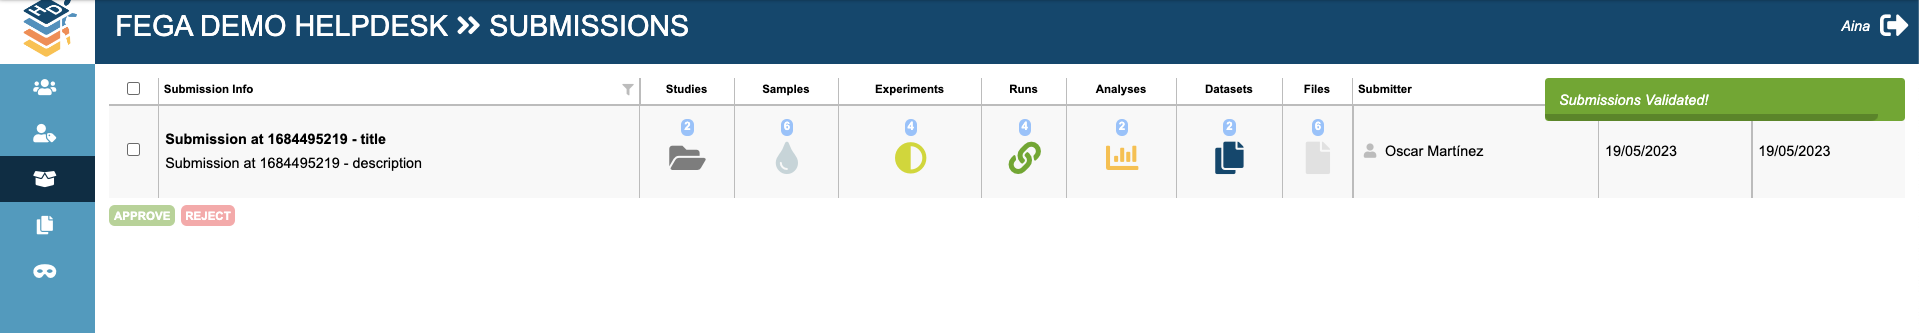 HD
FEGA DEMO HELPDESK >> SUBMISSIONS
Aina
Submission Info
Studies
Samples
Experiments
Runs
Analyses
Datasets
Files
Submitter
Submissions Validated!
Submission at 1684495219 - title
Submission at 1684495219 - description
2
6
4
4
2
2
6
Oscar Martínez
19/05/2023
19/05/2023
APPROVE
REJECT